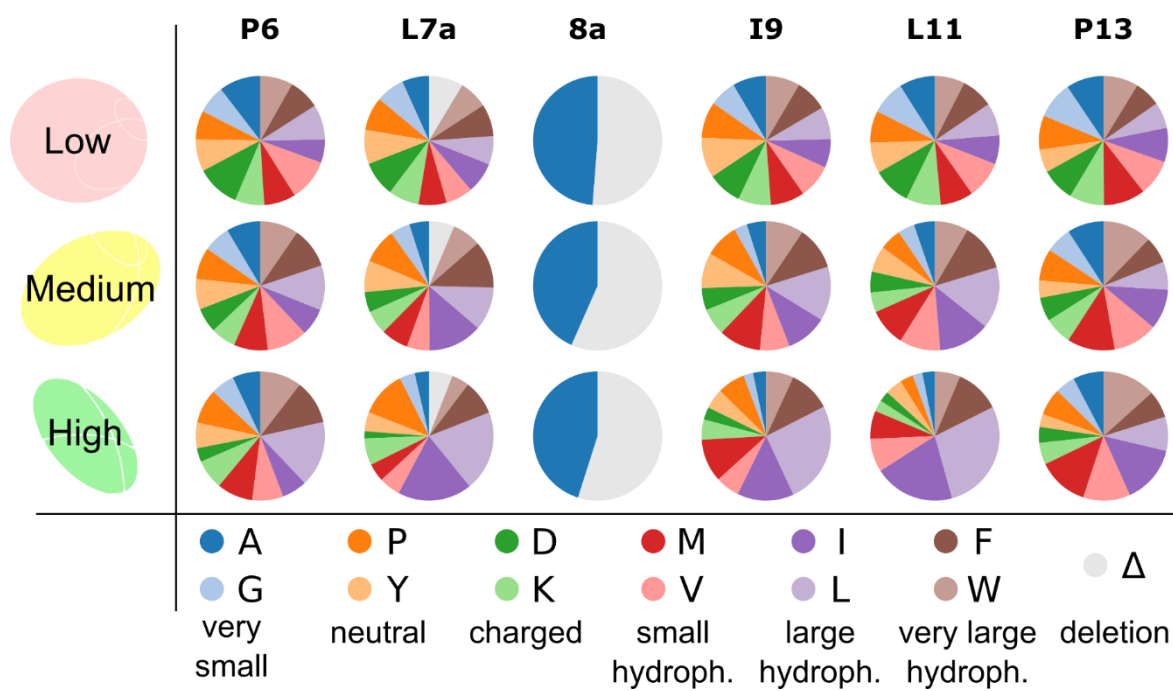 P6 L7a 8a I9 L11 P13
Low
Medium
High
A P D M I F
G Y K V L W Δ
very small neutral charged small hydroph. large hydroph. very large hydroph. deletion